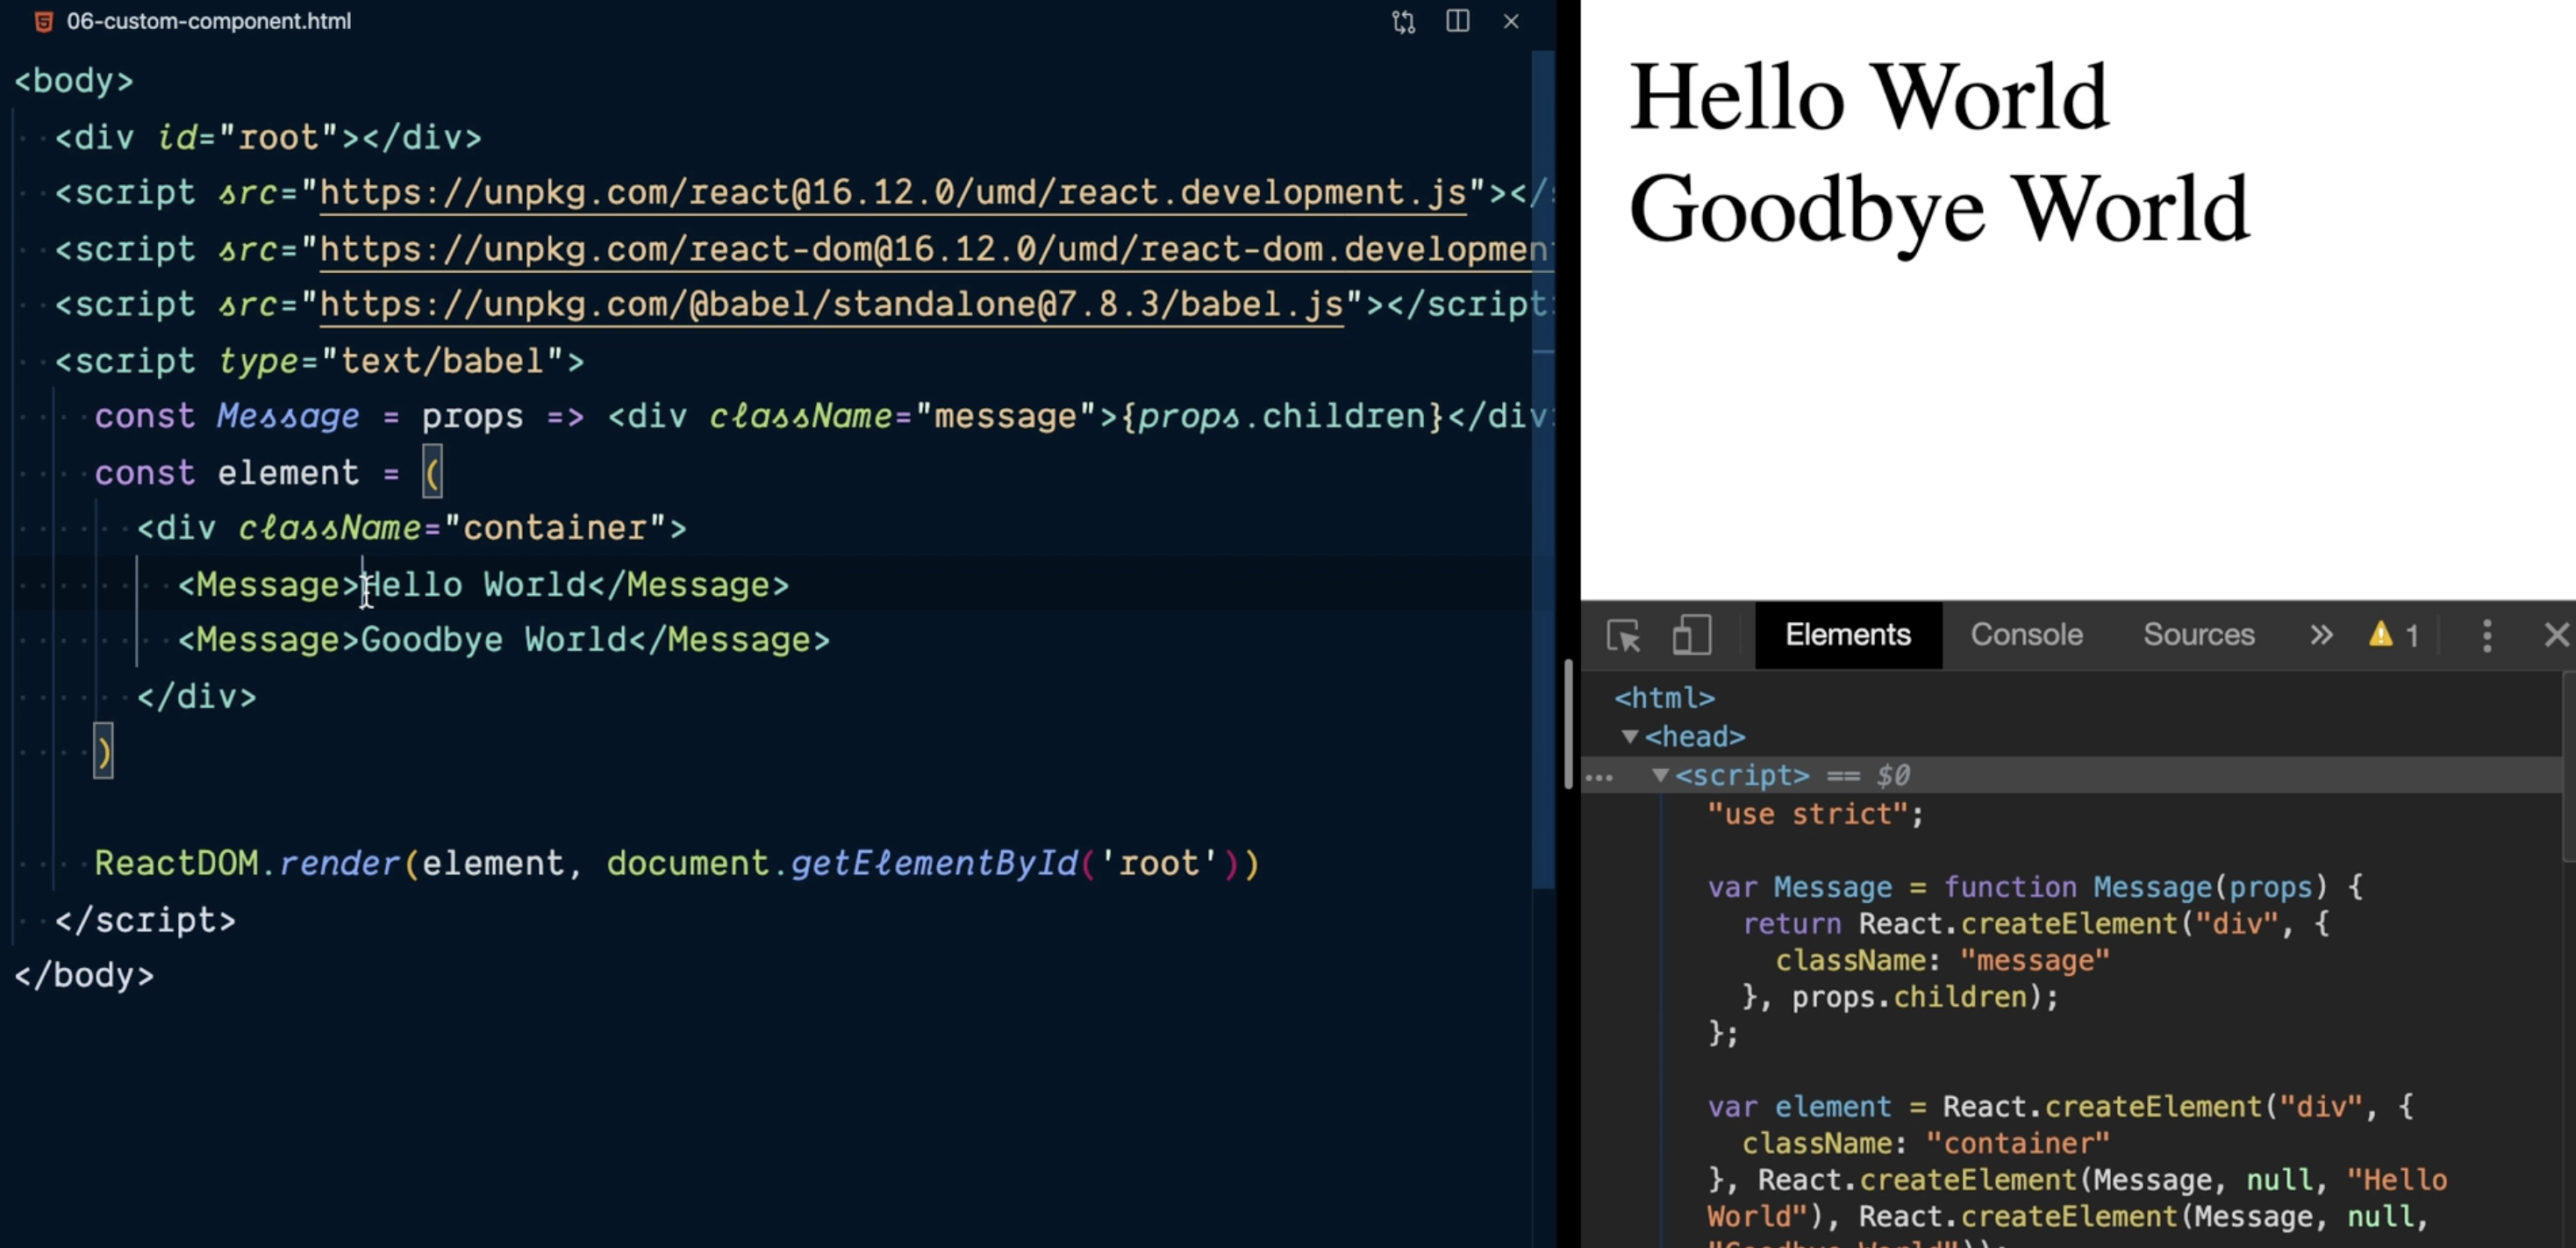 06-custom-component.html
<body>
<div id="root"></div>
<script src="https://unpkg.com/react@16.12.0/umd/react.development.js"></
<script src="https://unpkg.com/react-dom@16.12.0/umd/react-dom.developmen
<script src="https://unpkg.com/@babel/standalone@7.8.3/babel.js"></script
<script type="text/babel">
const Message = props => <div className="message">{props.children}</div
const element = (
<div className="container">
<Message>Hello World</Message>
<Message>Goodbye World</Message>
</div>
)
ReactDOM.render(element, document.getElementById('root'))
</script>
</body>
Hello World
Goodbye World
Elements Console Sources » 1
<html>
<head>
… <script> == $0
"use strict";
var Message = function Message(props) {
return React.createElement("div", {
className: "message"
}, props.children);
};
var element = React.createElement("div", {
className: "container"
}, React.createElement(Message, null, "Hello
World"), React.createElement(Message, null,
"Goodbye World"));